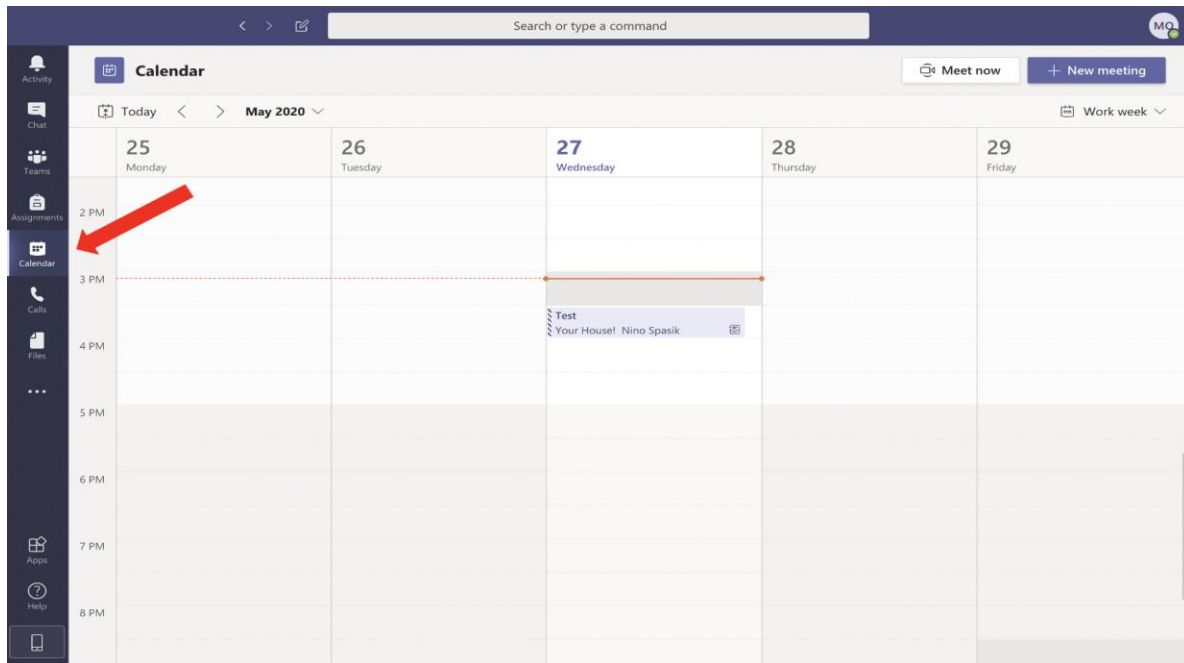 Search or type a command
MO
Activity
Chat
Teams
Assignments
Calendar
Calls
Files
Apps
Help
Calendar
Meet now
+ New meeting
Today
May 2020
Work week
25
Monday
26
Tuesday
27
Wednesday
28
Thursday
29
Friday
2 PM
3 PM
Test
Your House! Nino Spasik
4 PM
5 PM
6 PM
7 PM
8 PM